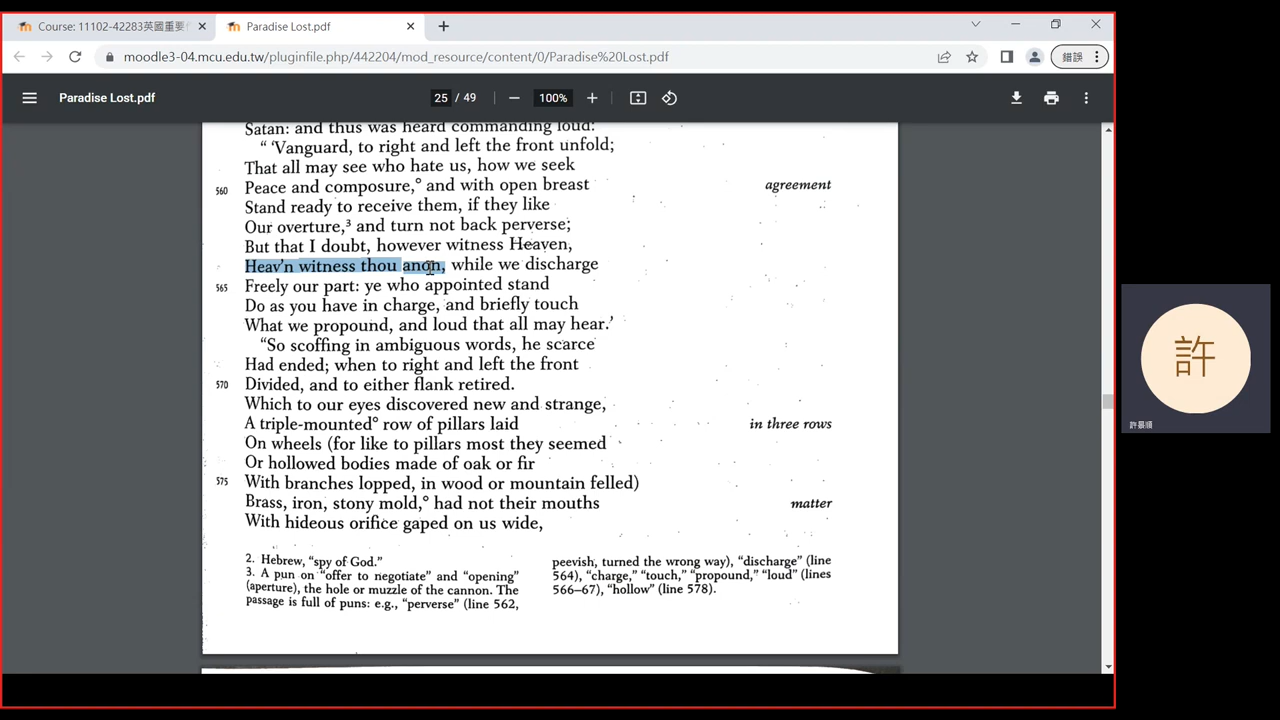 Course: 11102-42283英國重要
Paradise Lost.pdf
moodle3-04.mcu.edu.tw/pluginfile.php/442204/mod_resource/content/0/Paradise%20Lost.pdf
錯誤
Paradise Lost.pdf
25 / 49
100%
Satan: and thus was heard commanding loud:
“ ‘Vanguard, to right and left the front unfold;
That all may see who hate us, how we seek
560 Peace and composure,° and with open breast agreement
Stand ready to receive them, if they like
Our overture,³ and turn not back perverse;
But that I doubt, however witness Heaven,
Heav’n witness thou anon, while we discharge
565 Freely our part: ye who appointed stand
Do as you have in charge, and briefly touch
What we propound, and loud that all may hear.’
“So scoffing in ambiguous words, he scarce
Had ended; when to right and left the front
570 Divided, and to either flank retired.
Which to our eyes discovered new and strange,
A triple-mounted° row of pillars laid in three rows
On wheels (for like to pillars most they seemed
Or hollowed bodies made of oak or fir
575 With branches lopped, in wood or mountain felled)
Brass, iron, stony mold,° had not their mouths matter
With hideous orifice gaped on us wide,
2. Hebrew, “spy of God.”
3. A pun on “offer to negotiate” and “opening”
(aperture), the hole or muzzle of the cannon. The
passage is full of puns: e.g., “perverse” (line 562,
peevish, turned the wrong way), “discharge” (line
564), “charge,” “touch,” “propound,” “loud” (lines
566–67), “hollow” (line 578).
許